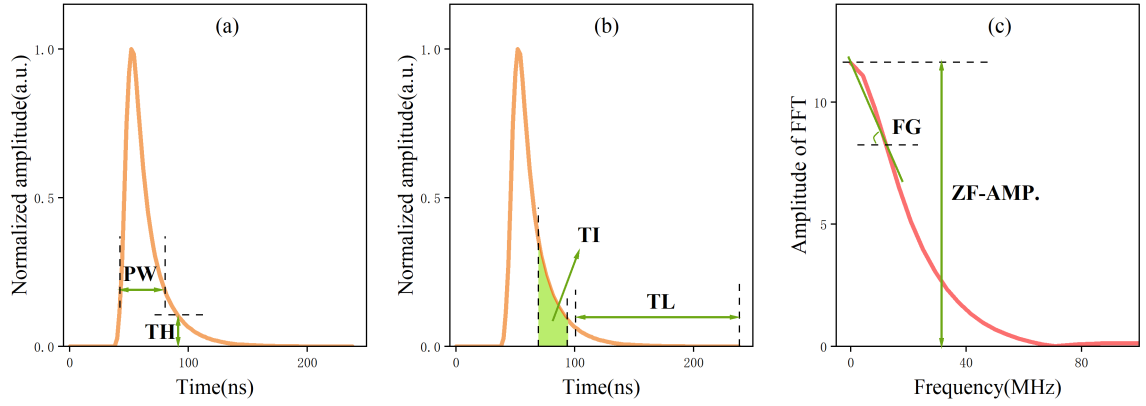 (a)
Normalized amplitude(a.u.)
1.0
0.5
0.0
PW
TH
0
100
200
Time(ns)
(b)
Normalized amplitude(a.u.)
1.0
0.5
0.0
TI
TL
0
100
200
Time(ns)
(c)
Amplitude of FFT
10
5
0
FG
ZF-AMP.
0
40
80
Frequency(MHz)